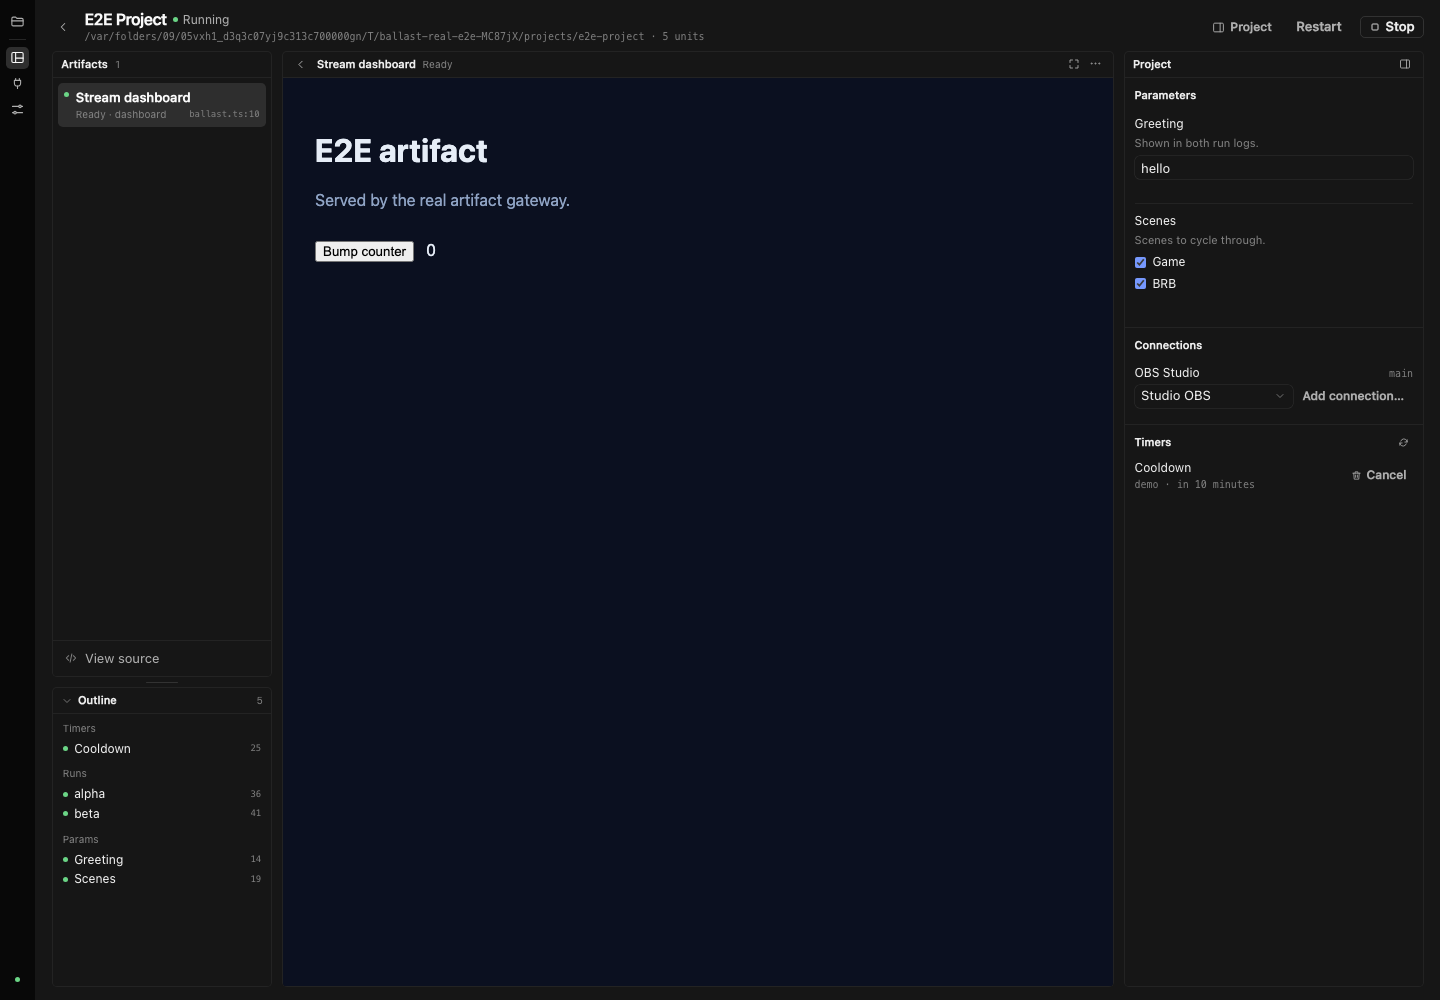 E2E Project Running
/var/folders/09/05vxh1_d3q3c07yj9c313c700000gn/T/ballast-real-e2e-MC87jX/projects/e2e-project · 5 units
Project Restart Stop
Artifacts 1
Stream dashboard
Ready · dashboard ballast.ts:10
View source
Outline 5
Timers
Cooldown 25
Runs
alpha 36
beta 41
Params
Greeting 14
Scenes 19
Stream dashboard Ready
E2E artifact
Served by the real artifact gateway.
Bump counter 0
Project
Parameters
Greeting
Shown in both run logs.
hello
Scenes
Scenes to cycle through.
Game
BRB
Connections
OBS Studio main
Studio OBS Add connection...
Timers
Cooldown
demo · in 10 minutes
Cancel